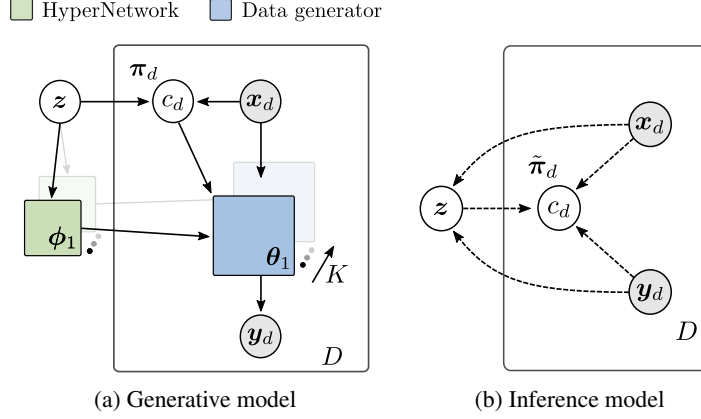 HyperNetwork Data generator
π_d
z c_d x_d
ϕ_1
θ_1
K
y_d
D
(a) Generative model
x_d
π̃_d
z c_d
y_d
D
(b) Inference model